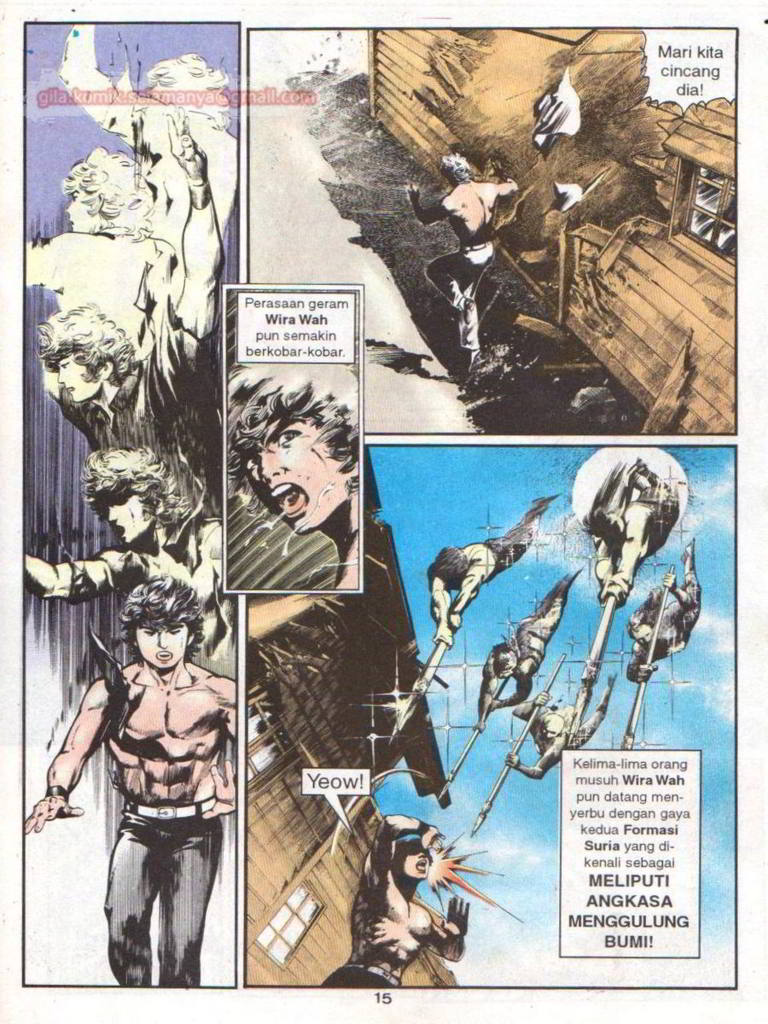 gila.komik.selamanya@gmail.com
Mari kita
cincang
dia!
Perasaan geram
Wira Wah
pun semakin
berkobar-kobar.
Yeow!
Kelima-lima orang
musuh Wira Wah
pun datang men-
yerbu dengan gaya
kedua Formasi
Suria yang di-
kenali sebagai
MELIPUTI
ANGKASA
MENGGULUNG
BUMI!
15